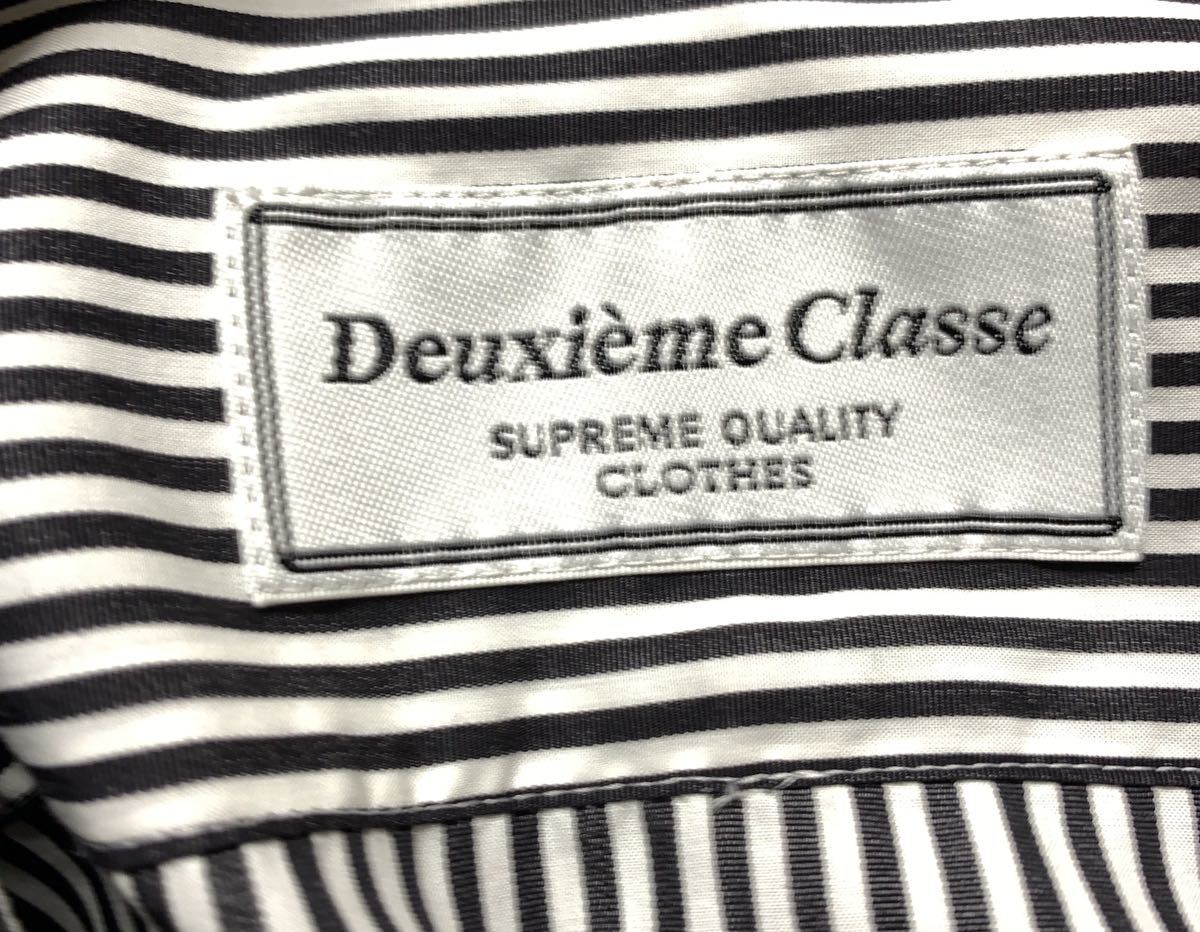 Deuxième Classe
SUPREME QUALITY
CLOTHES